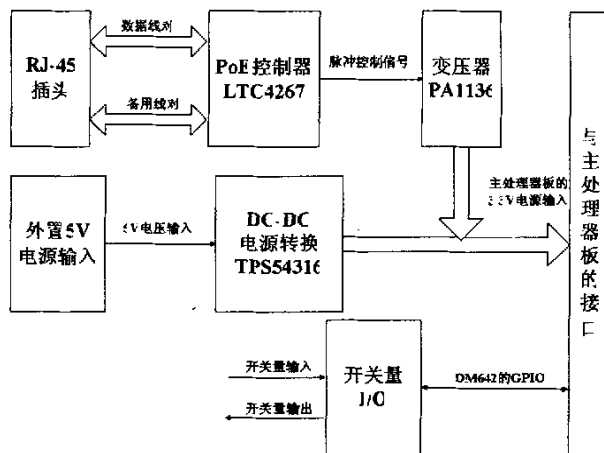 数据线对
RJ-45
插头
PoE控制器
LTC4267
脉冲控制信号
变压器
PA1136
备用线对
与主处理器板的接口
主处理器板的
3.3V电源输入
外置5V
电源输入
5V电压输入
DC-DC
电源转换
TPS54316
开关量输入
开关量输出
开关量
I/O
DM642的GPIO